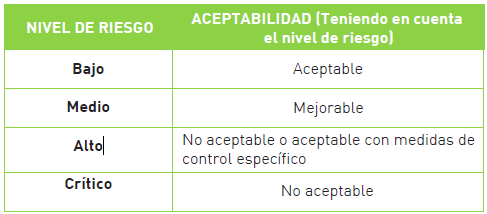 NIVEL DE RIESGO
ACEPTABILIDAD (Teniendo en cuenta
el nivel de riesgo)
Bajo
Aceptable
Medio
Mejorable
Alto
No aceptable o aceptable con medidas de
control específico
Crítico
No aceptable